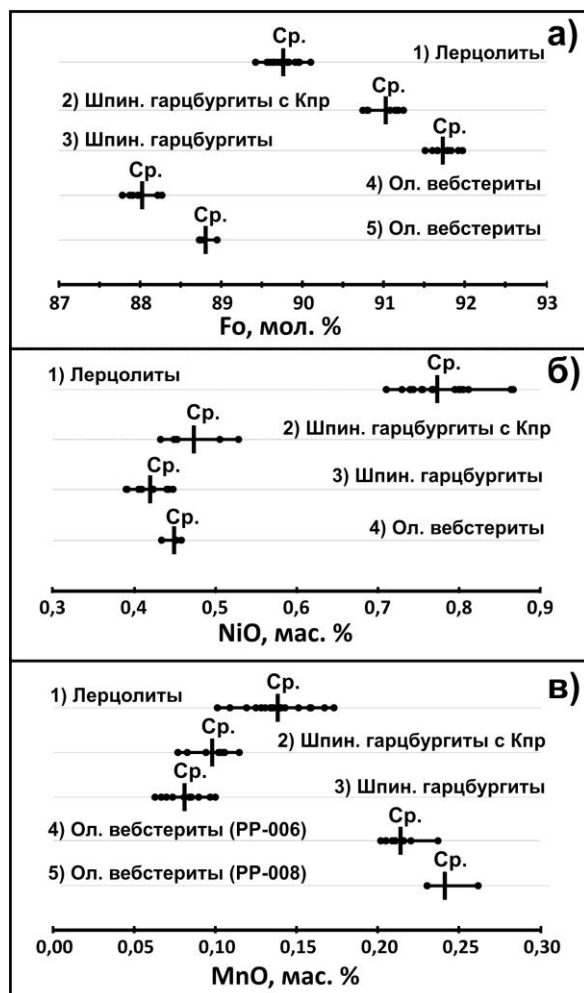 а)
Ср.
1) Лерцолиты
2) Шпин. гарцбургиты с Кпр
Ср.
3) Шпин. гарцбургиты
Ср.
Ср.
4) Ол. вебстериты
Ср.
5) Ол. вебстериты
87 88 89 90 91 92 93
Fo, мол. %
б)
1) Лерцолиты
Ср.
Ср.
2) Шпин. гарцбургиты с Кпр
Ср.
3) Шпин. гарцбургиты
Ср.
4) Ол. вебстериты
0,3 0,4 0,5 0,6 0,7 0,8 0,9
NiO, мас. %
в)
1) Лерцолиты
Ср.
Ср.
2) Шпин. гарцбургиты с Кпр
Ср.
3) Шпин. гарцбургиты
4) Ол. вебстериты (РР-006)
Ср.
5) Ол. вебстериты (РР-008)
Ср.
0,00 0,05 0,10 0,15 0,20 0,25 0,30
MnO, мас. %